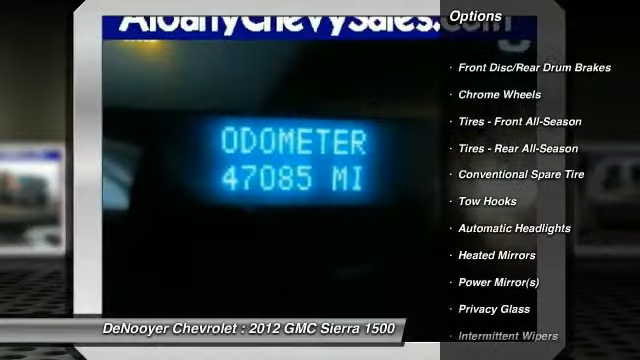 AlbanyChevySales.com
Options
· Front Disc/Rear Drum Brakes
· Chrome Wheels
· Tires - Front All-Season
· Tires - Rear All-Season
· Conventional Spare Tire
· Tow Hooks
· Automatic Headlights
· Heated Mirrors
· Power Mirror(s)
· Privacy Glass
· Intermittent Wipers
ODOMETER
47085 MI
DeNooyer Chevrolet : 2012 GMC Sierra 1500